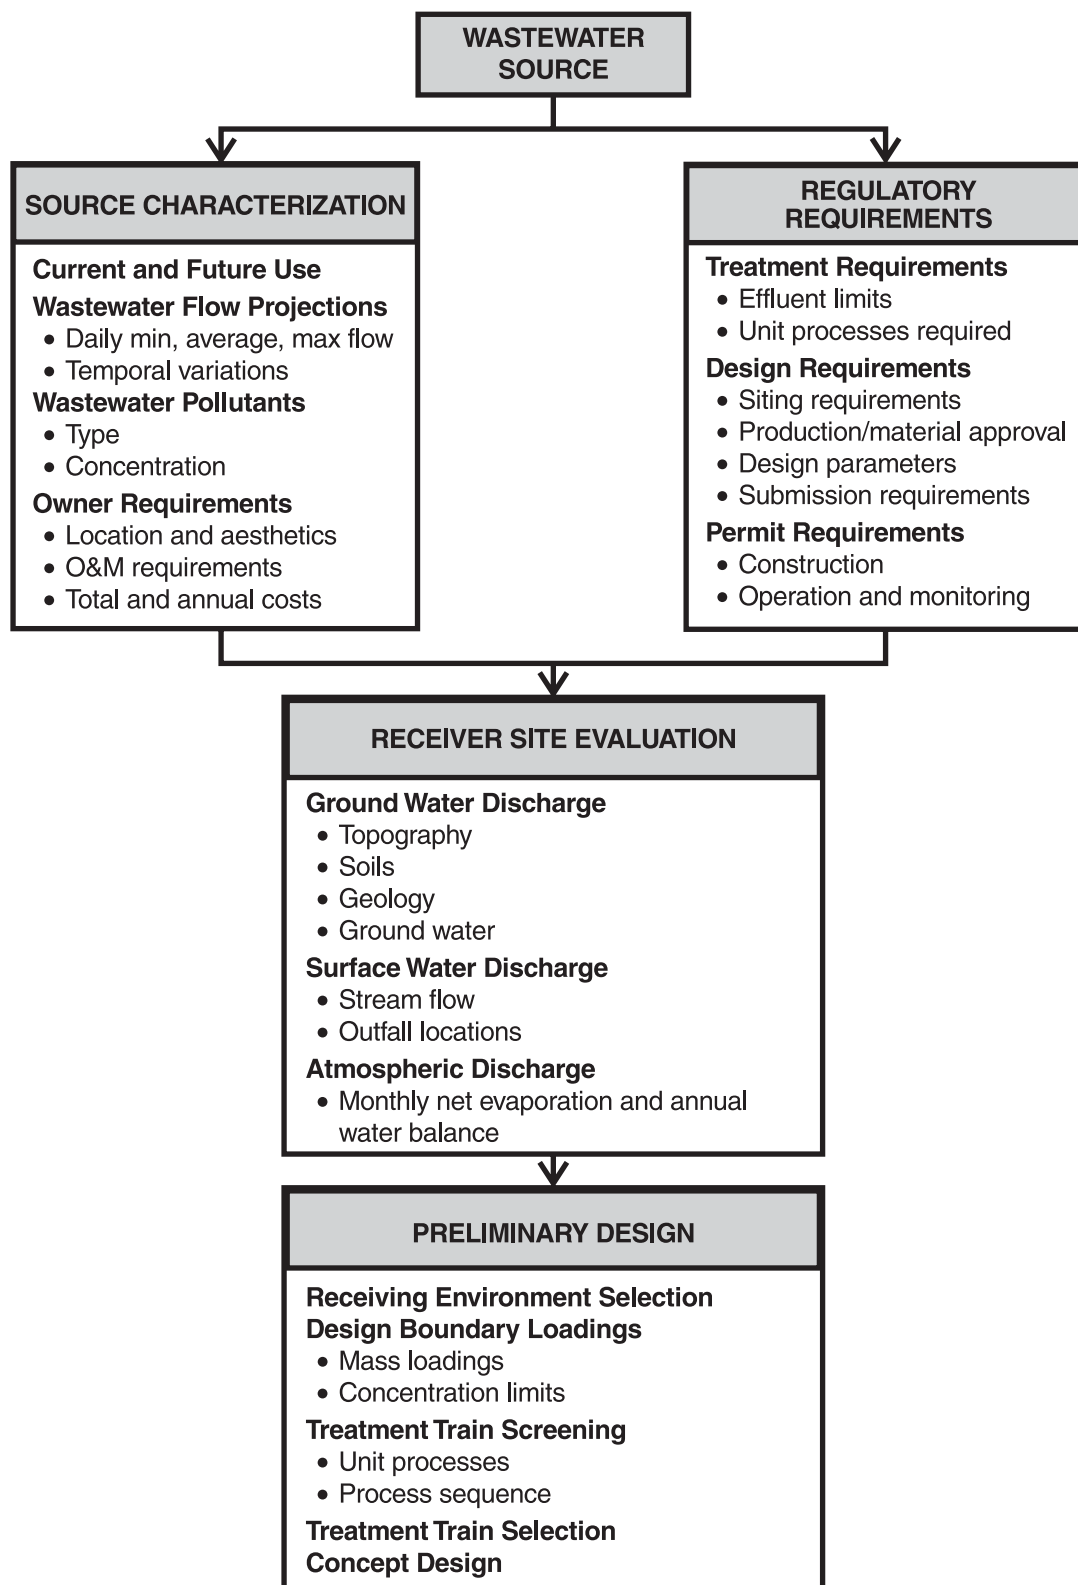 WASTEWATER
SOURCE
SOURCE CHARACTERIZATION
Current and Future Use
Wastewater Flow Projections
• Daily min, average, max flow
• Temporal variations
Wastewater Pollutants
• Type
• Concentration
Owner Requirements
• Location and aesthetics
• O&M requirements
• Total and annual costs
REGULATORY
REQUIREMENTS
Treatment Requirements
• Effluent limits
• Unit processes required
Design Requirements
• Siting requirements
• Production/material approval
• Design parameters
• Submission requirements
Permit Requirements
• Construction
• Operation and monitoring
RECEIVER SITE EVALUATION
Ground Water Discharge
• Topography
• Soils
• Geology
• Ground water
Surface Water Discharge
• Stream flow
• Outfall locations
Atmospheric Discharge
• Monthly net evaporation and annual
water balance
PRELIMINARY DESIGN
Receiving Environment Selection
Design Boundary Loadings
• Mass loadings
• Concentration limits
Treatment Train Screening
• Unit processes
• Process sequence
Treatment Train Selection
Concept Design